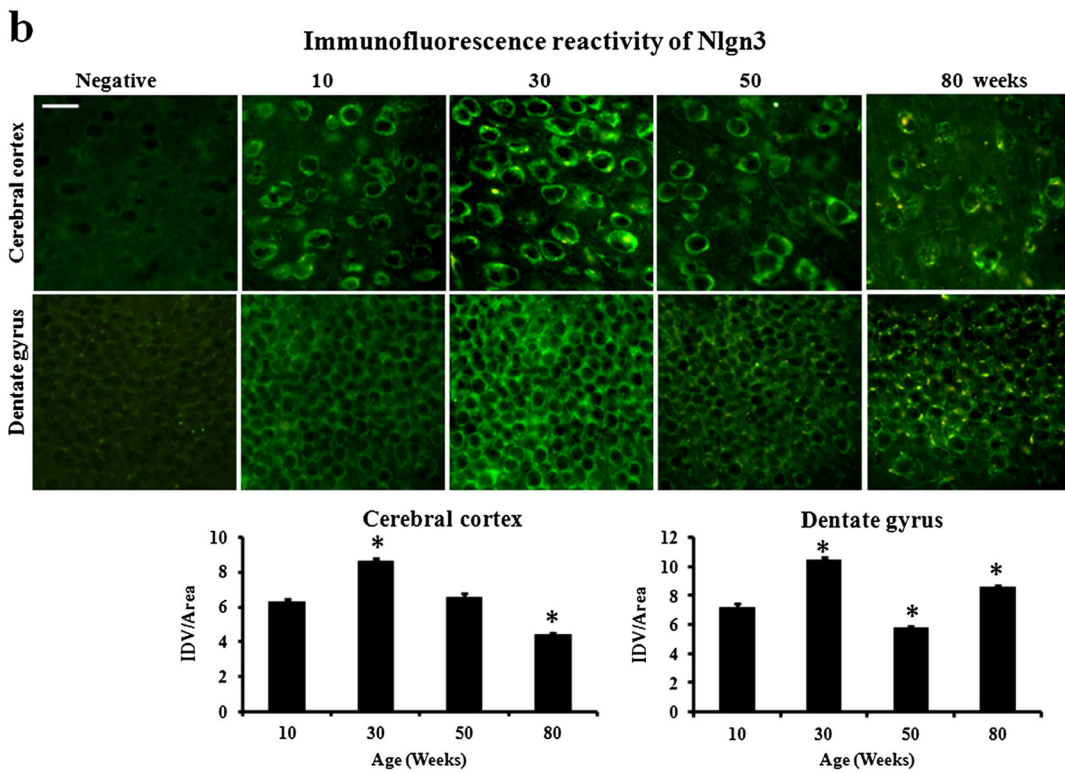 b
Immunofluorescence reactivity of Nlgn3
Negative 10 30 50 80 weeks
Cerebral cortex
Dentate gyrus
Cerebral cortex
10
8
6
4
2
0
IDV/Area
*
*
10 30 50 80
Age (Weeks)
Dentate gyrus
12
10
8
6
4
2
0
IDV/Area
*
*
*
10 30 50 80
Age (Weeks)